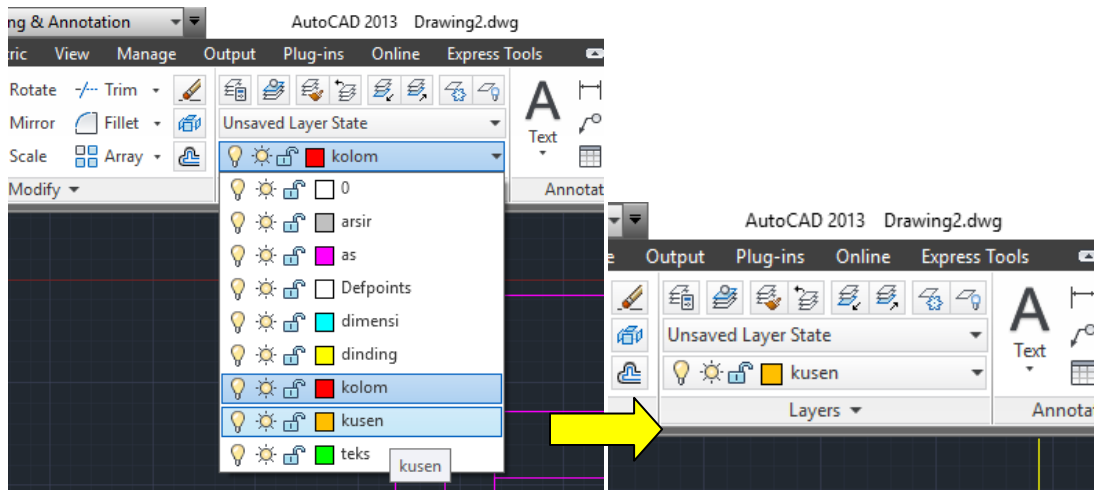 ng & Annotation
AutoCAD 2013 Drawing2.dwg
ric View Manage Output Plug-ins Online Express Tools
Rotate Trim
Mirror Fillet
Scale Array
Modify
Unsaved Layer State
kolom
Text
Annotat
0
arsir
as
Defpoints
dimensi
dinding
kolom
kusen
teks
kusen
AutoCAD 2013 Drawing2.dwg
e Output Plug-ins Online Express Tools
Unsaved Layer State
kusen
Layers
Text
Annota